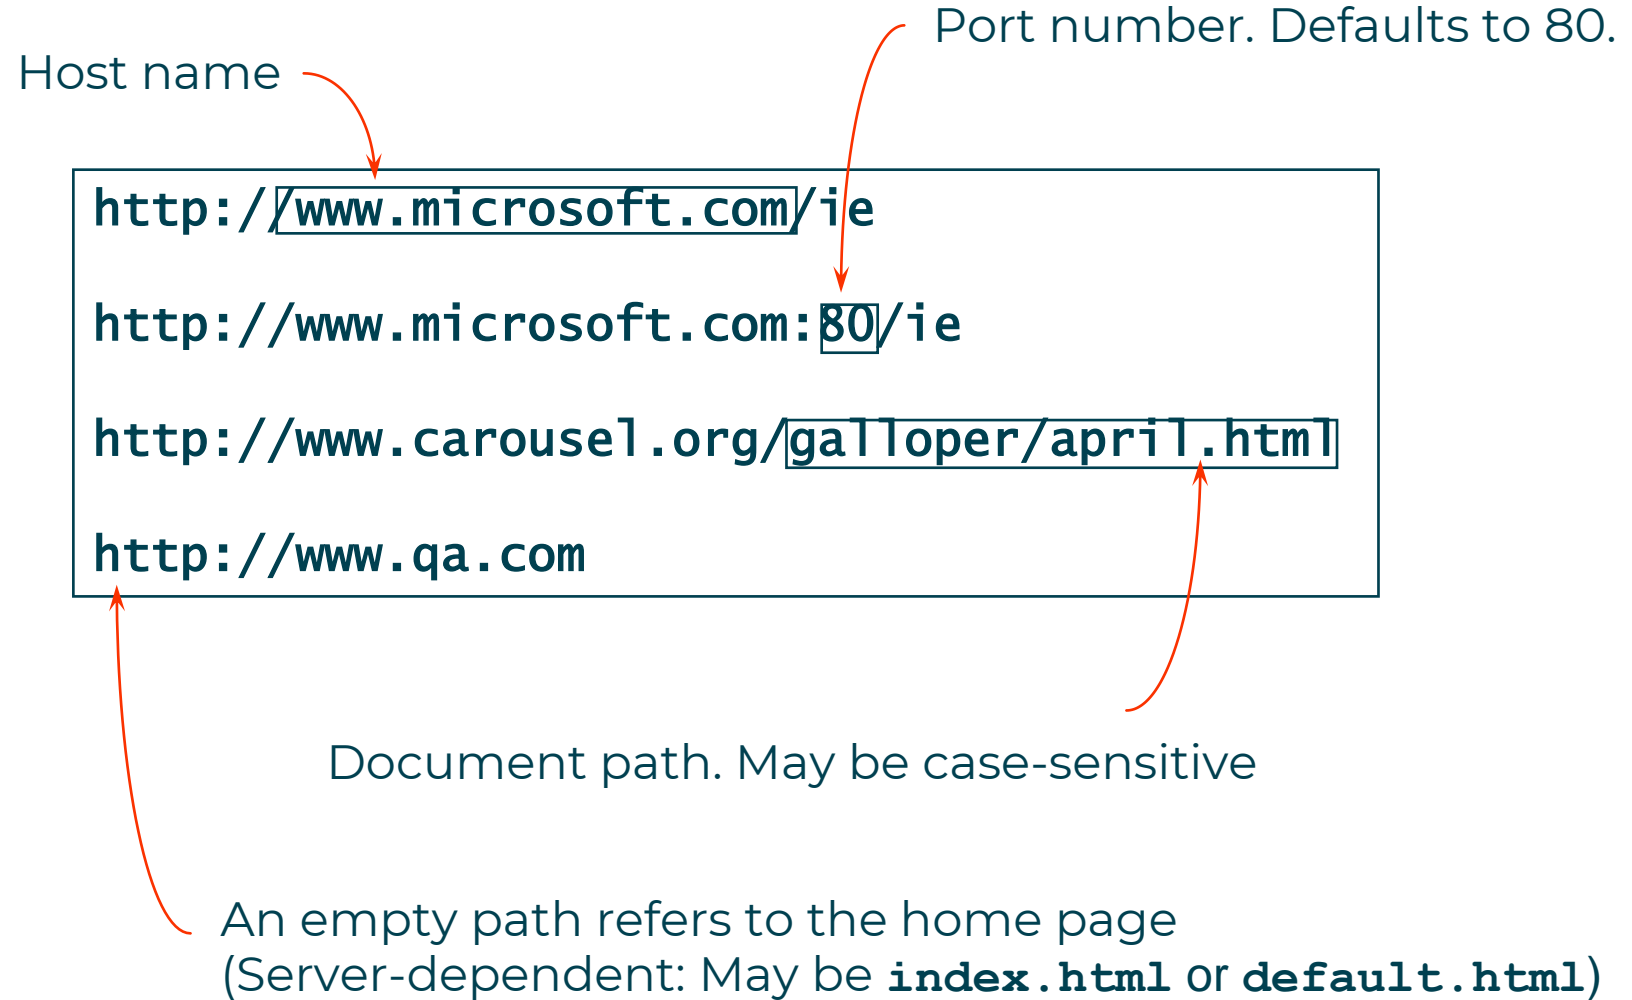 Port number. Defaults to 80.
Host name
http://www.microsoft.com/ie
http://www.microsoft.com:80/ie
http://www.carousel.org/galloper/april.html
http://www.qa.com
Document path. May be case-sensitive
An empty path refers to the home page
(Server-dependent: May be index.html or default.html)